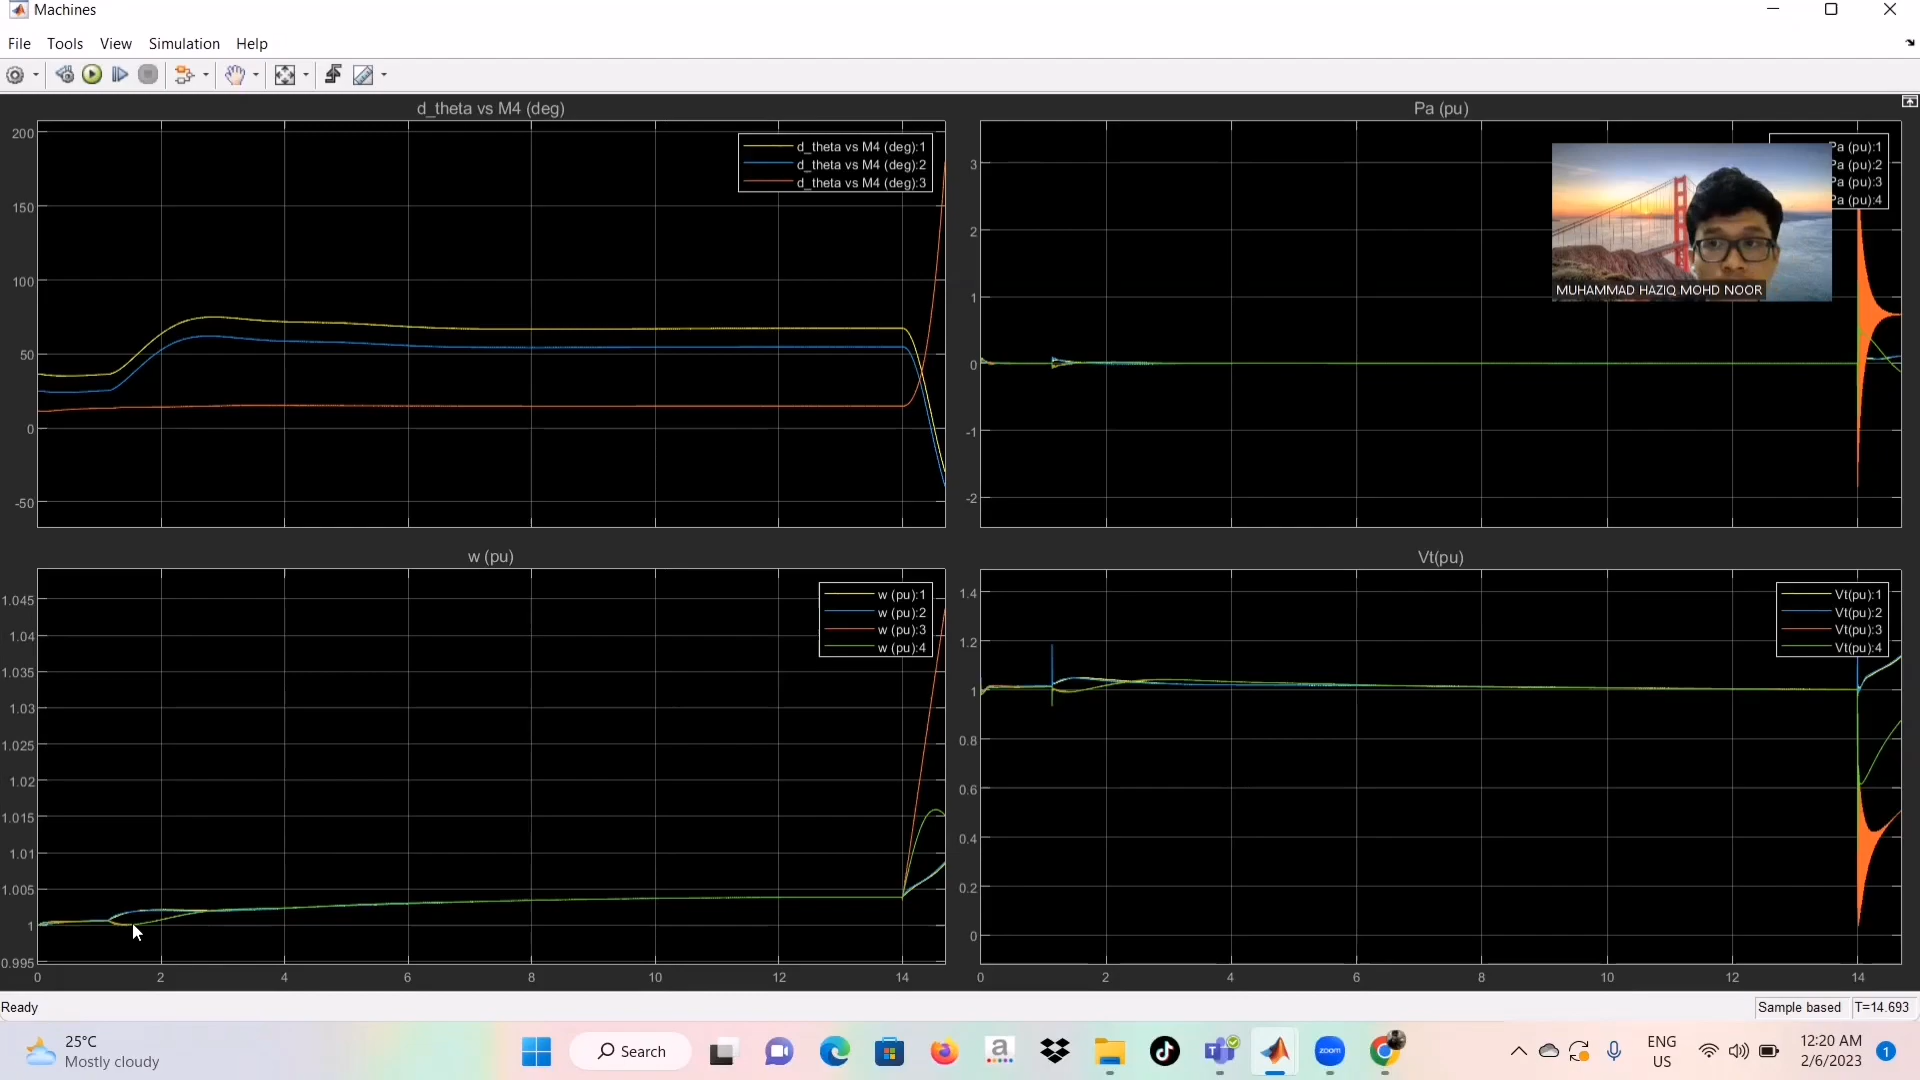 Machines
File Tools View Simulation Help
d_theta vs M4 (deg)
200
150
100
50
0
-50
d_theta vs M4 (deg):1
d_theta vs M4 (deg):2
d_theta vs M4 (deg):3
Pa (pu)
3
2
1
0
-1
-2
Pa (pu):1
Pa (pu):2
Pa (pu):3
Pa (pu):4
MUHAMMAD HAZIQ MOHD NOOR
w (pu)
1.045
1.04
1.035
1.03
1.025
1.02
1.015
1.01
1.005
1
0.995
0 2 4 6 8 10 12 14
w (pu):1
w (pu):2
w (pu):3
w (pu):4
Vt(pu)
1.4
1.2
1
0.8
0.6
0.4
0.2
0
0 2 4 6 8 10 12 14
Vt(pu):1
Vt(pu):2
Vt(pu):3
Vt(pu):4
Ready
Sample based T=14.693
25°C
Mostly cloudy
Search
a
zoom
ENG
US
12:20 AM
2/6/2023
1